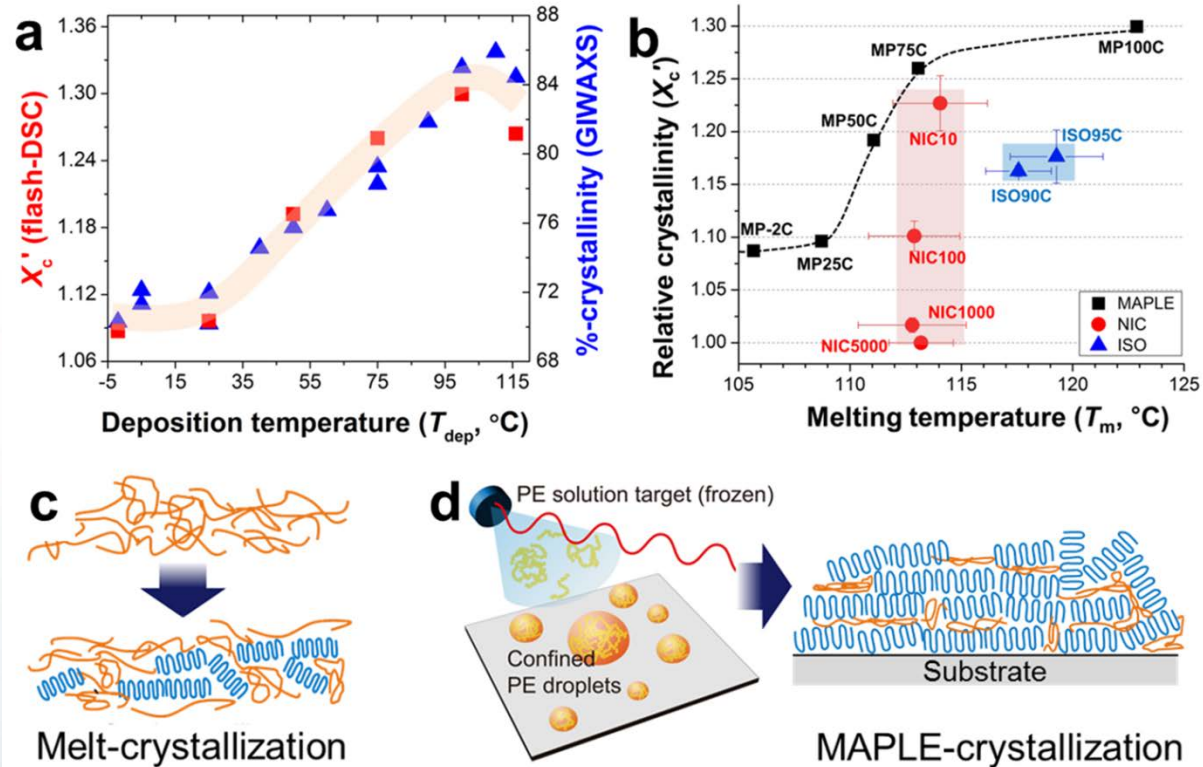 a
X_c' (flash-DSC)
1.36
1.30
1.24
1.18
1.12
1.06
88
84
80
76
72
68
%-crystallinity (GIWAXS)
-5 15 35 55 75 95 115
Deposition temperature (T_dep, °C)
b
Relative crystallinity (X_c')
1.30
1.25
1.20
1.15
1.10
1.05
1.00
MP100C
MP75C
MP50C
NIC10
ISO95C
ISO90C
MP-2C
MP25C
NIC100
NIC1000
NIC5000
MAPLE
NIC
ISO
105 110 115 120 125
Melting temperature (T_m, °C)
c
Melt-crystallization
d
PE solution target (frozen)
Confined
PE droplets
Substrate
MAPLE-crystallization